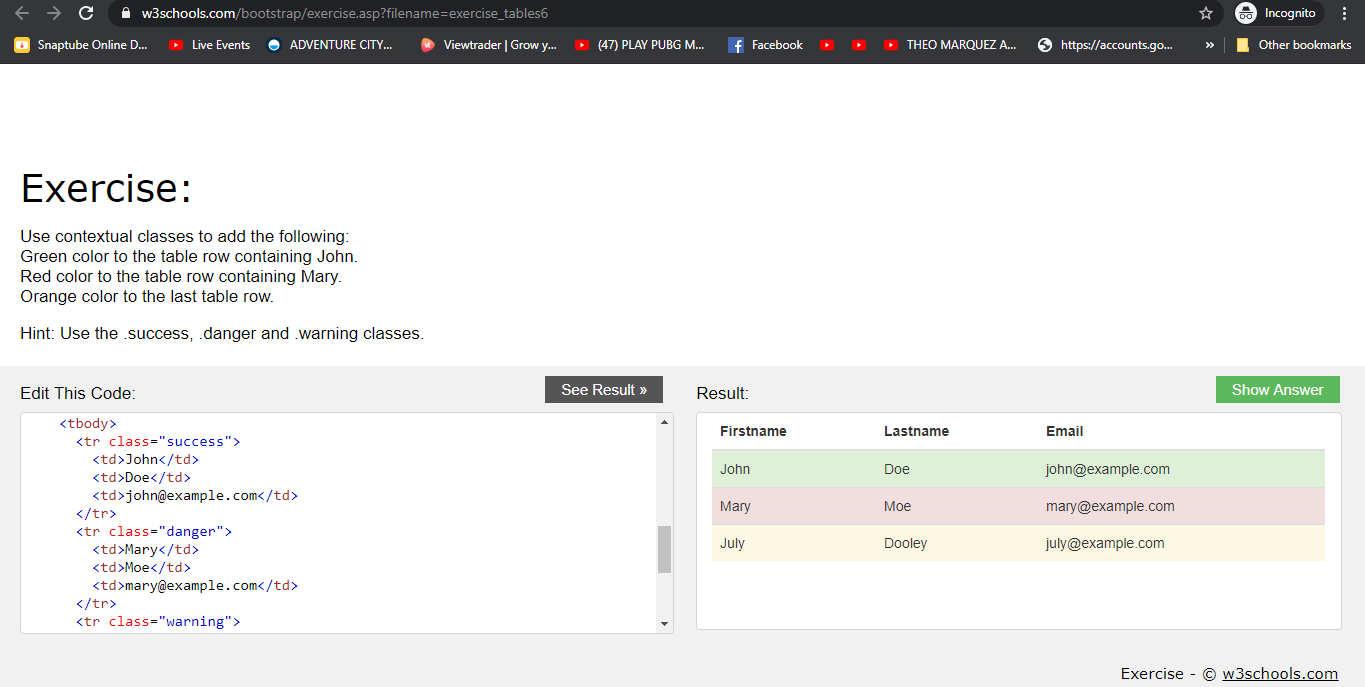 w3schools.com/bootstrap/exercise.asp?filename=exercise_tables6
Incognito
Snaptube Online D...
Live Events
ADVENTURE CITY...
Viewtrader | Grow y...
(47) PLAY PUBG M...
Facebook
THEO MARQUEZ A...
https://accounts.go...
»
Other bookmarks
Exercise:
Use contextual classes to add the following:
Green color to the table row containing John.
Red color to the table row containing Mary.
Orange color to the last table row.
Hint: Use the .success, .danger and .warning classes.
Edit This Code:
See Result »
<tbody>
<tr class="success">
<td>John</td>
<td>Doe</td>
<td>john@example.com</td>
</tr>
<tr class="danger">
<td>Mary</td>
<td>Moe</td>
<td>mary@example.com</td>
</tr>
<tr class="warning">
Result:
Show Answer
Firstname Lastname Email
John Doe john@example.com
Mary Moe mary@example.com
July Dooley july@example.com
Exercise - © w3schools.com